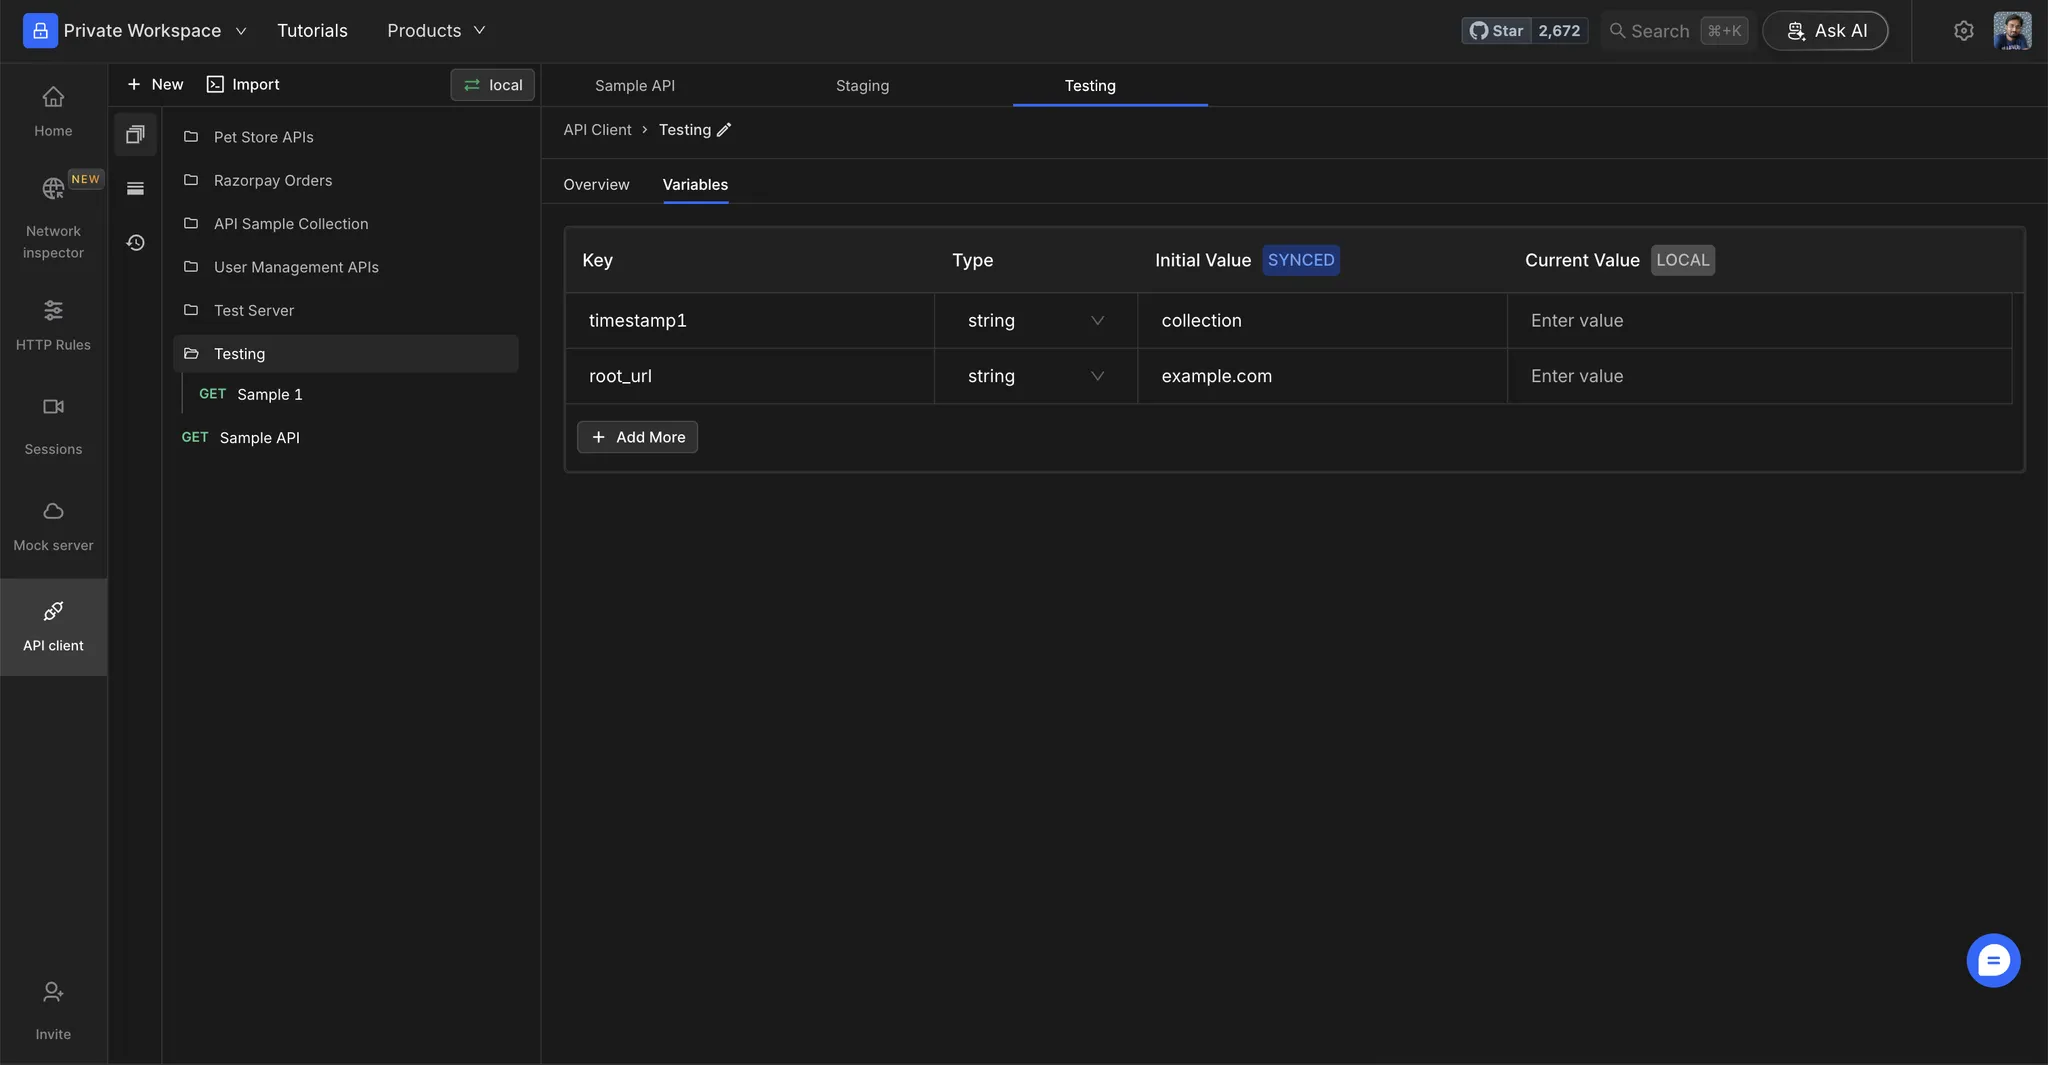 Private Workspace
Tutorials
Products
Star 2,672
Search ⌘+K
Ask AI
Home
NEW
Network
inspector
HTTP Rules
Sessions
Mock server
API client
Invite
+ New
Import
local
Pet Store APIs
Razorpay Orders
API Sample Collection
User Management APIs
Test Server
Testing
GET Sample 1
GET Sample API
Sample API
Staging
Testing
API Client > Testing
Overview
Variables
Key Type Initial Value SYNCED Current Value LOCAL
timestamp1 string collection Enter value
root_url string example.com Enter value
+ Add More